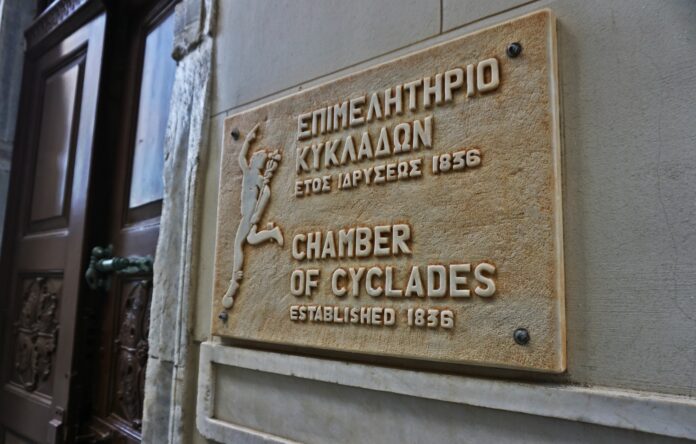 ΕΠΙΜΕΛΗΤΗΡΙΟ
ΚΥΚΛΑΔΩΝ
ΕΤΟΣ ΙΔΡΥΣΕΩΣ 1836
CHAMBER
OF CYCLADES
ESTABLISHED 1836